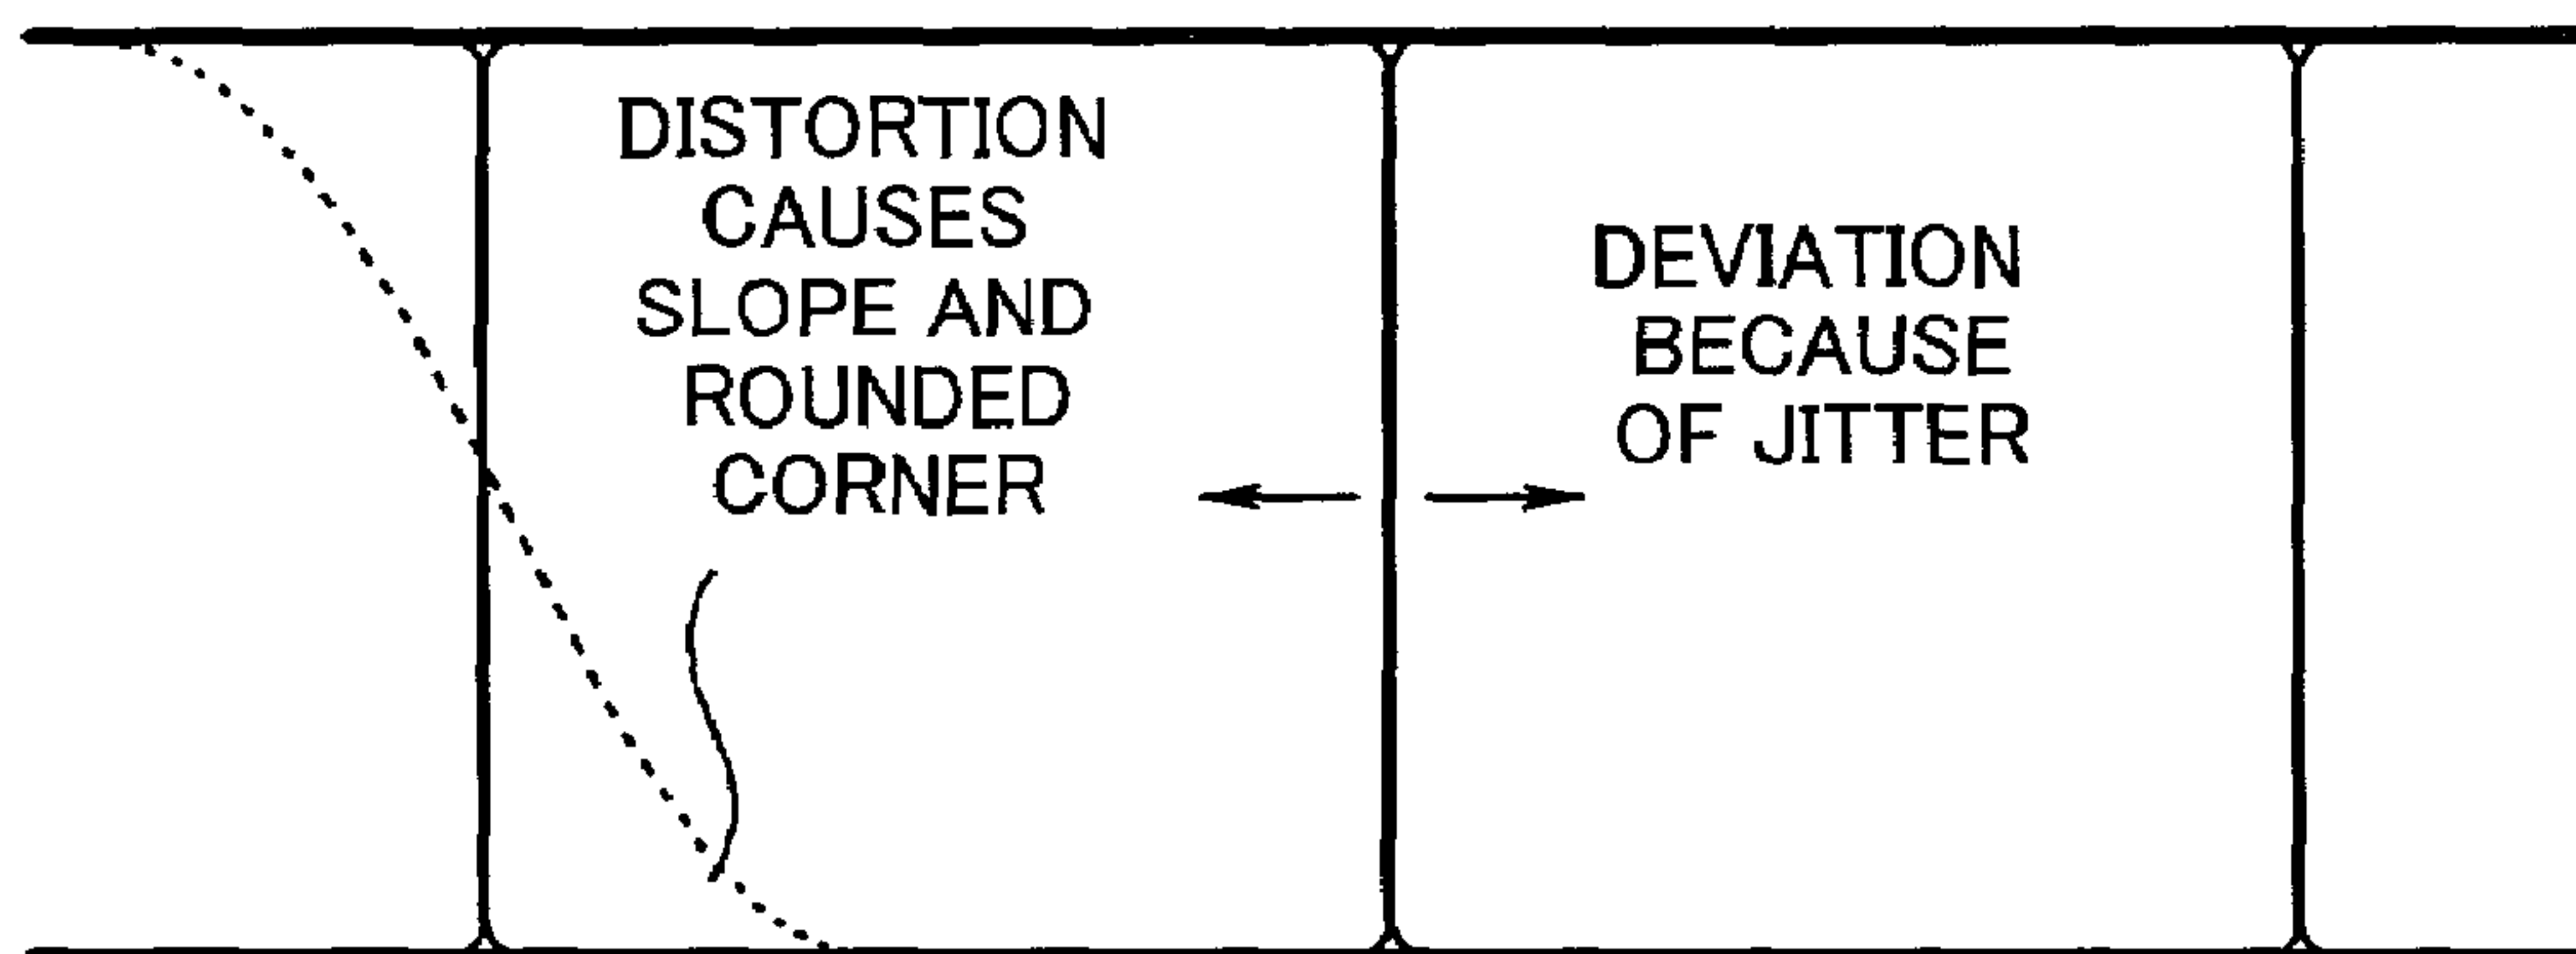 DISTORTION
CAUSES
SLOPE AND
ROUNDED
CORNER
DEVIATION
BECAUSE
OF JITTER